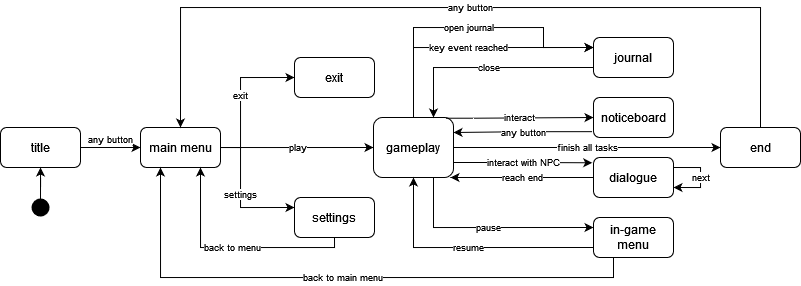 any button
open journal
key event reached
journal
close
exit
exit
interact
noticeboard
any button
title
any button
main menu
play
gameplay
finish all tasks
end
interact with NPC
dialogue
next
reach end
settings
settings
back to menu
pause
in-game
menu
resume
back to main menu